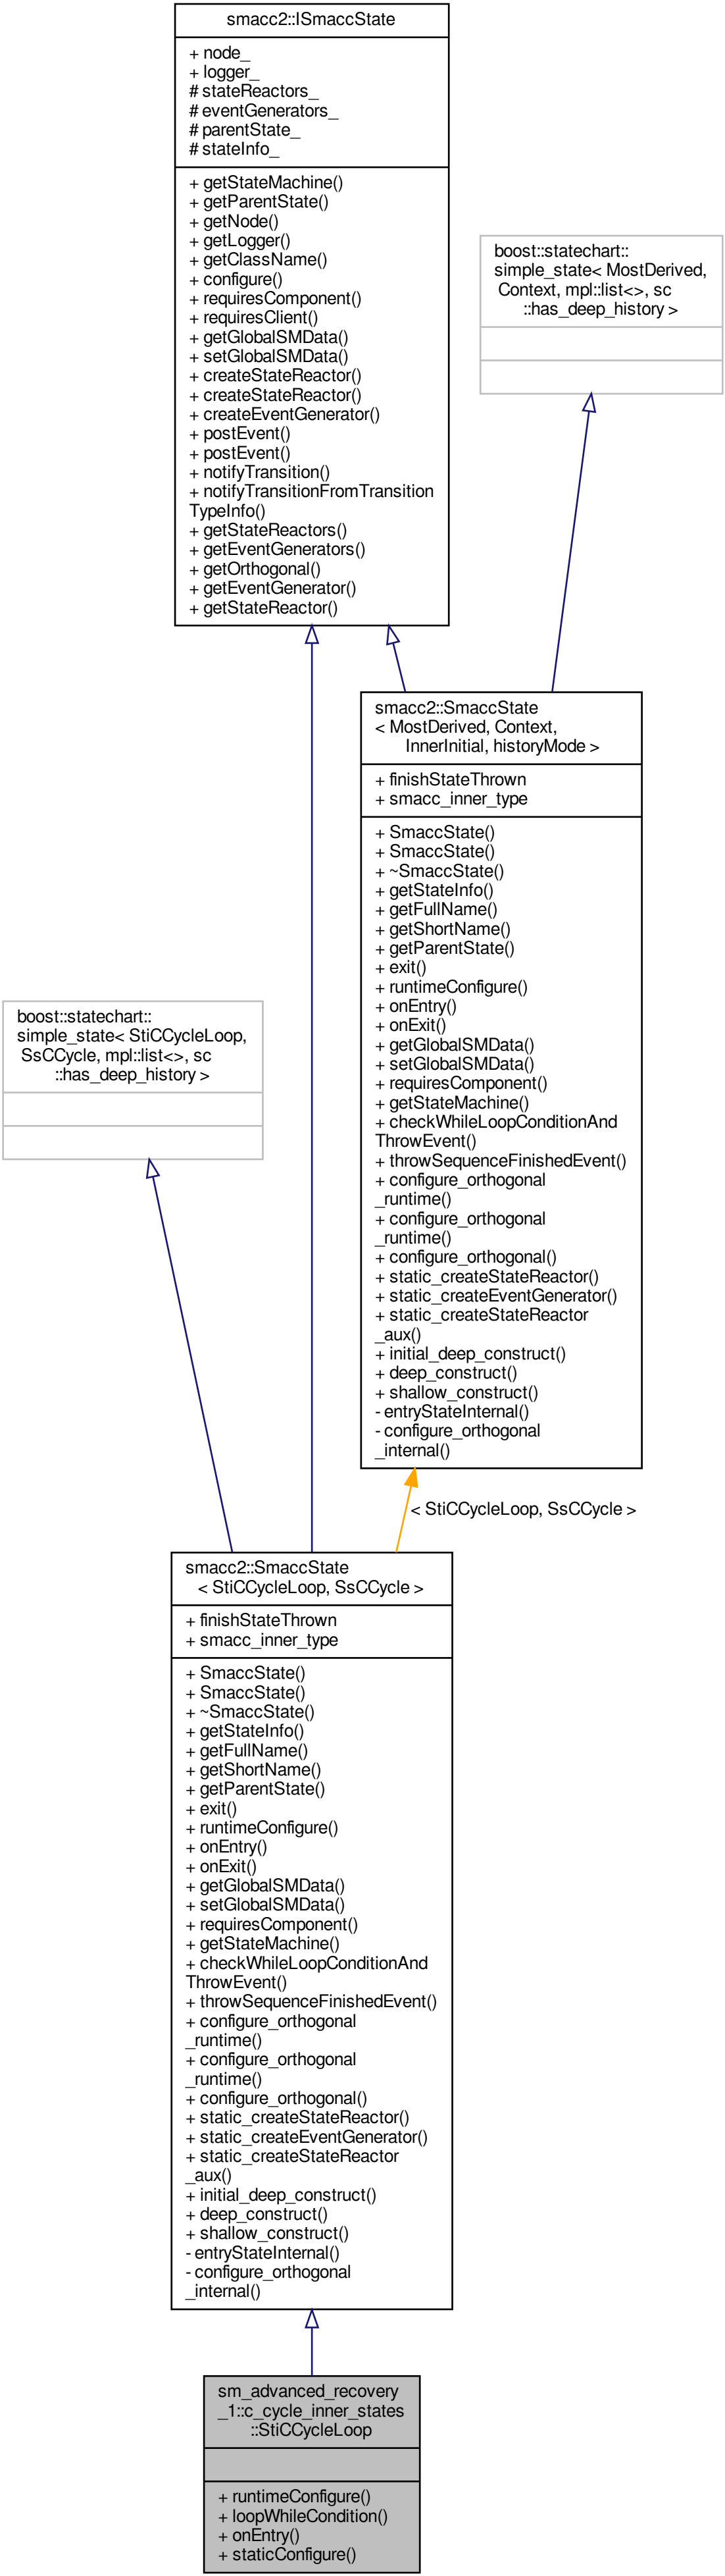 smacc2::ISmaccState
+ node_
+ logger_
# stateReactors_
# eventGenerators_
# parentState_
# stateInfo_
+ getStateMachine()
+ getParentState()
+ getNode()
+ getLogger()
+ getClassName()
+ configure()
+ requiresComponent()
+ requiresClient()
+ getGlobalSMData()
+ setGlobalSMData()
+ createStateReactor()
+ createStateReactor()
+ createEventGenerator()
+ postEvent()
+ postEvent()
+ notifyTransition()
+ notifyTransitionFromTransition
TypeInfo()
+ getStateReactors()
+ getEventGenerators()
+ getOrthogonal()
+ getEventGenerator()
+ getStateReactor()
boost::statechart::
simple_state< MostDerived,
Context, mpl::list<>, sc
::has_deep_history >
smacc2::SmaccState
< MostDerived, Context,
InnerInitial, historyMode >
+ finishStateThrown
+ smacc_inner_type
+ SmaccState()
+ SmaccState()
+ ~SmaccState()
+ getStateInfo()
+ getFullName()
+ getShortName()
+ getParentState()
+ exit()
+ runtimeConfigure()
+ onEntry()
+ onExit()
+ getGlobalSMData()
+ setGlobalSMData()
+ requiresComponent()
+ getStateMachine()
+ checkWhileLoopConditionAnd
ThrowEvent()
+ throwSequenceFinishedEvent()
+ configure_orthogonal
_runtime()
+ configure_orthogonal
_runtime()
+ configure_orthogonal()
+ static_createStateReactor()
+ static_createEventGenerator()
+ static_createStateReactor
_aux()
+ initial_deep_construct()
+ deep_construct()
+ shallow_construct()
- entryStateInternal()
- configure_orthogonal
_internal()
boost::statechart::
simple_state< StiCCycleLoop,
SsCCycle, mpl::list<>, sc
::has_deep_history >
< StiCCycleLoop, SsCCycle >
smacc2::SmaccState
< StiCCycleLoop, SsCCycle >
+ finishStateThrown
+ smacc_inner_type
+ SmaccState()
+ SmaccState()
+ ~SmaccState()
+ getStateInfo()
+ getFullName()
+ getShortName()
+ getParentState()
+ exit()
+ runtimeConfigure()
+ onEntry()
+ onExit()
+ getGlobalSMData()
+ setGlobalSMData()
+ requiresComponent()
+ getStateMachine()
+ checkWhileLoopConditionAnd
ThrowEvent()
+ throwSequenceFinishedEvent()
+ configure_orthogonal
_runtime()
+ configure_orthogonal
_runtime()
+ configure_orthogonal()
+ static_createStateReactor()
+ static_createEventGenerator()
+ static_createStateReactor
_aux()
+ initial_deep_construct()
+ deep_construct()
+ shallow_construct()
- entryStateInternal()
- configure_orthogonal
_internal()
sm_advanced_recovery
_1::c_cycle_inner_states
::StiCCycleLoop
+ runtimeConfigure()
+ loopWhileCondition()
+ onEntry()
+ staticConfigure()